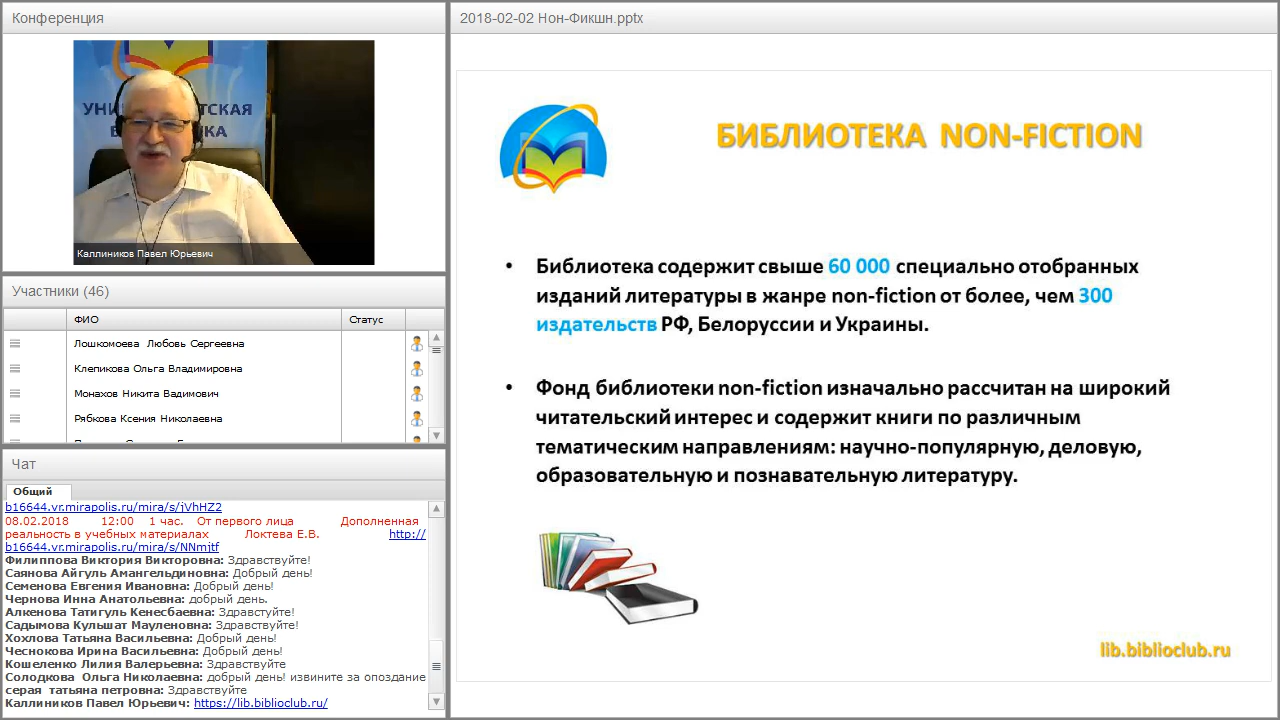 Конференция
УНИ
ТСКАЯ
Б
КА
Каллиников Павел Юрьевич
Участники (46)
ФИО
Статус
Лошкомоева Любовь Сергеевна
Клепикова Ольга Владимировна
Монахов Никита Вадимович
Рябкова Ксения Николаевна
Чат
Общий
b16644.vr.mirapolis.ru/mira/s/jVhHZ2
08.02.2018 12:00 1 час. От первого лица Дополненная
реальность в учебных материалах Локтева Е.В. http://
b16644.vr.mirapolis.ru/mira/s/NNmjtf
Филиппова Виктория Викторовна: Здравствуйте!
Саянова Айгуль Амангельдиновна: Добрый день!
Семенова Евгения Ивановна: Добрый день!
Чернова Инна Анатольевна: добрый день.
Алкенова Татигуль Кенесбаевна: Здравстуйте!
Садымова Кульшат Мауленовна: Здравствуйте!
Хохлова Татьяна Васильевна: Добрый день!
Чеснокова Ирина Васильевна: Добрый день!
Кошеленко Лилия Валерьевна: Здравствуйте
Солодкова Ольга Николаевна: добрый день! извините за опоздание
серая татьяна петровна: Здравствуйте
Каллиников Павел Юрьевич: https://lib.biblioclub.ru/
2018-02-02 Нон-Фикшн.pptx
БИБЛИОТЕКА NON-FICTION
• Библиотека содержит свыше 60 000 специально отобранных
изданий литературы в жанре non-fiction от более, чем 300
издательств РФ, Белоруссии и Украины.
• Фонд библиотеки non-fiction изначально рассчитан на широкий
читательский интерес и содержит книги по различным
тематическим направлениям: научно-популярную, деловую,
образовательную и познавательную литературу.
lib.biblioclub.ru